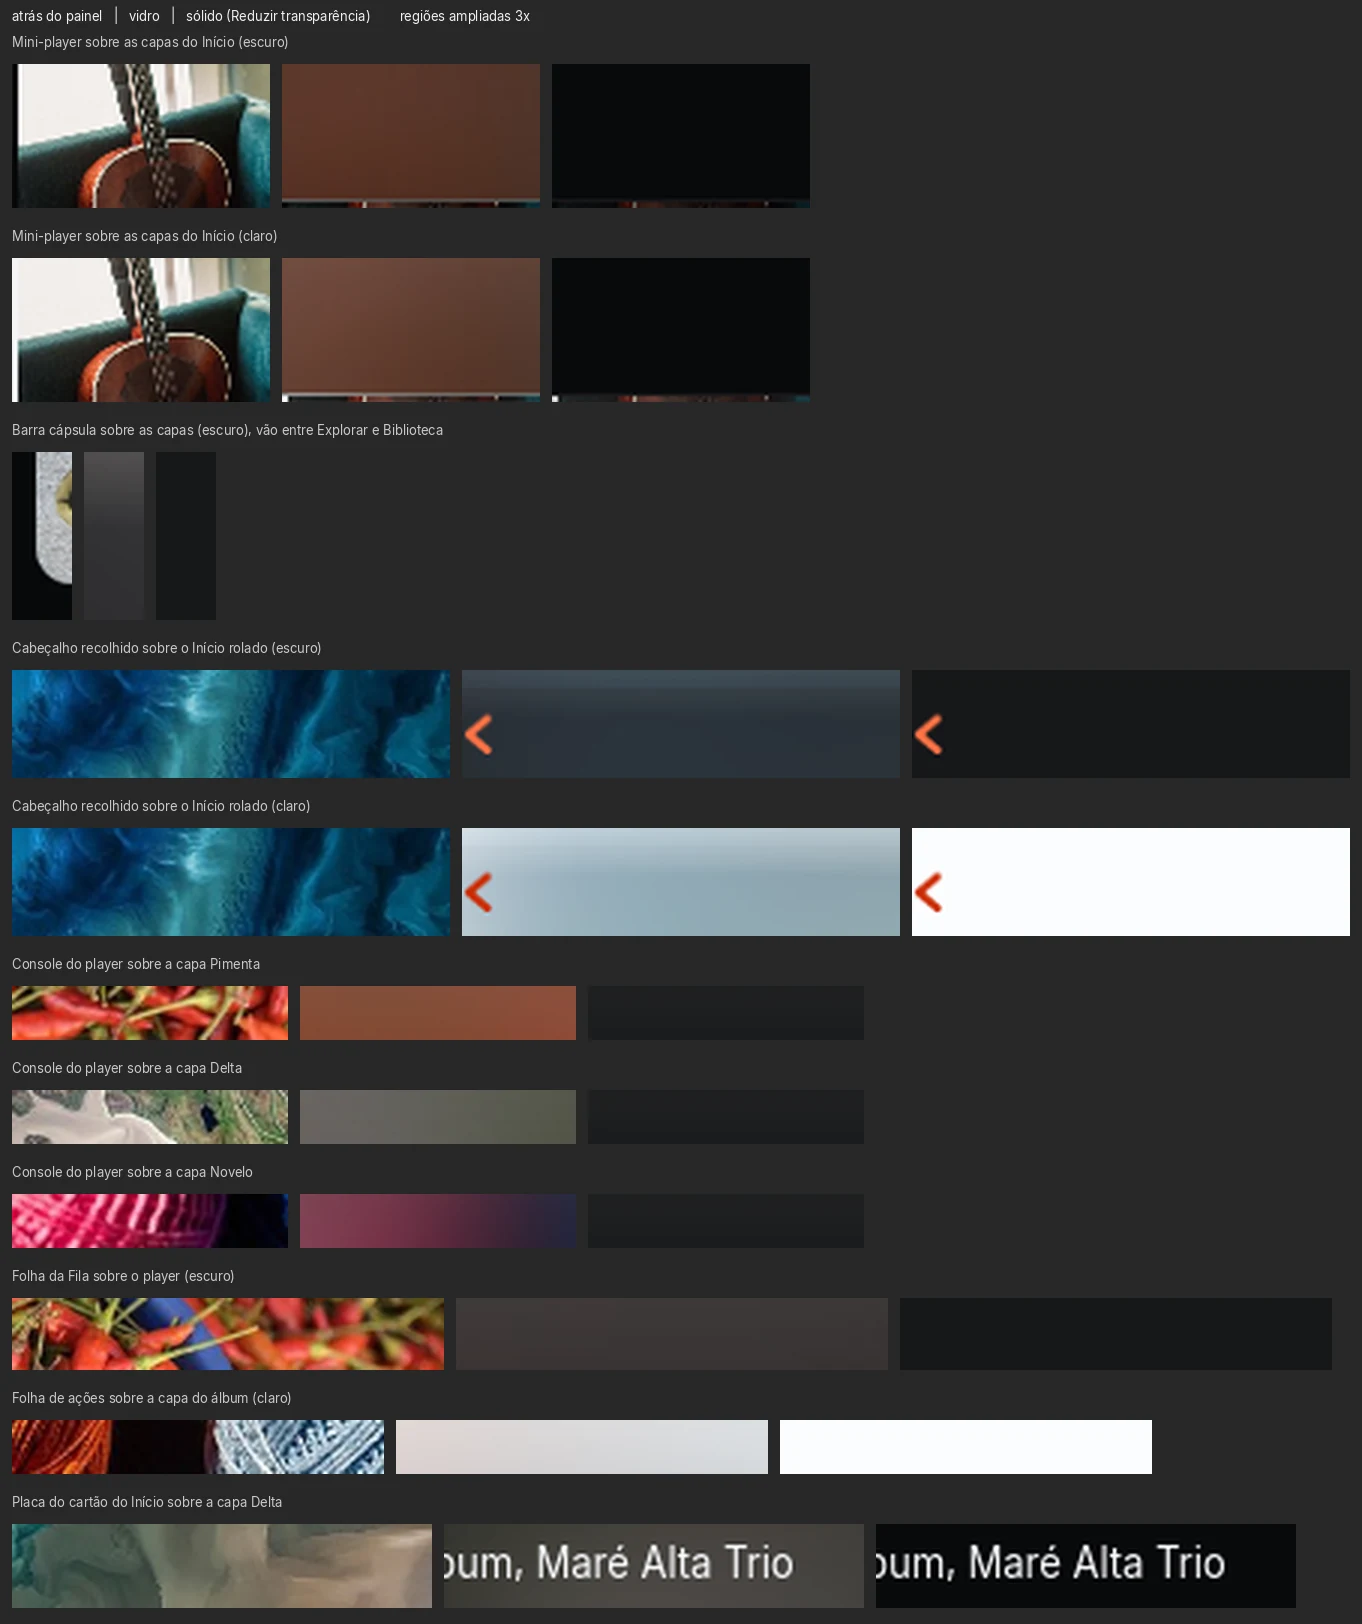 atrás do painel | vidro | sólido (Reduzir transparência) regiões ampliadas 3x
Mini-player sobre as capas do Início (escuro)
Mini-player sobre as capas do Início (claro)
Barra cápsula sobre as capas (escuro), vão entre Explorar e Biblioteca
Cabeçalho recolhido sobre o Início rolado (escuro)
Cabeçalho recolhido sobre o Início rolado (claro)
Console do player sobre a capa Pimenta
Console do player sobre a capa Delta
Console do player sobre a capa Novelo
Folha da Fila sobre o player (escuro)
Folha de ações sobre a capa do álbum (claro)
Placa do cartão do Início sobre a capa Delta
bum, Maré Alta Trio
bum, Maré Alta Trio